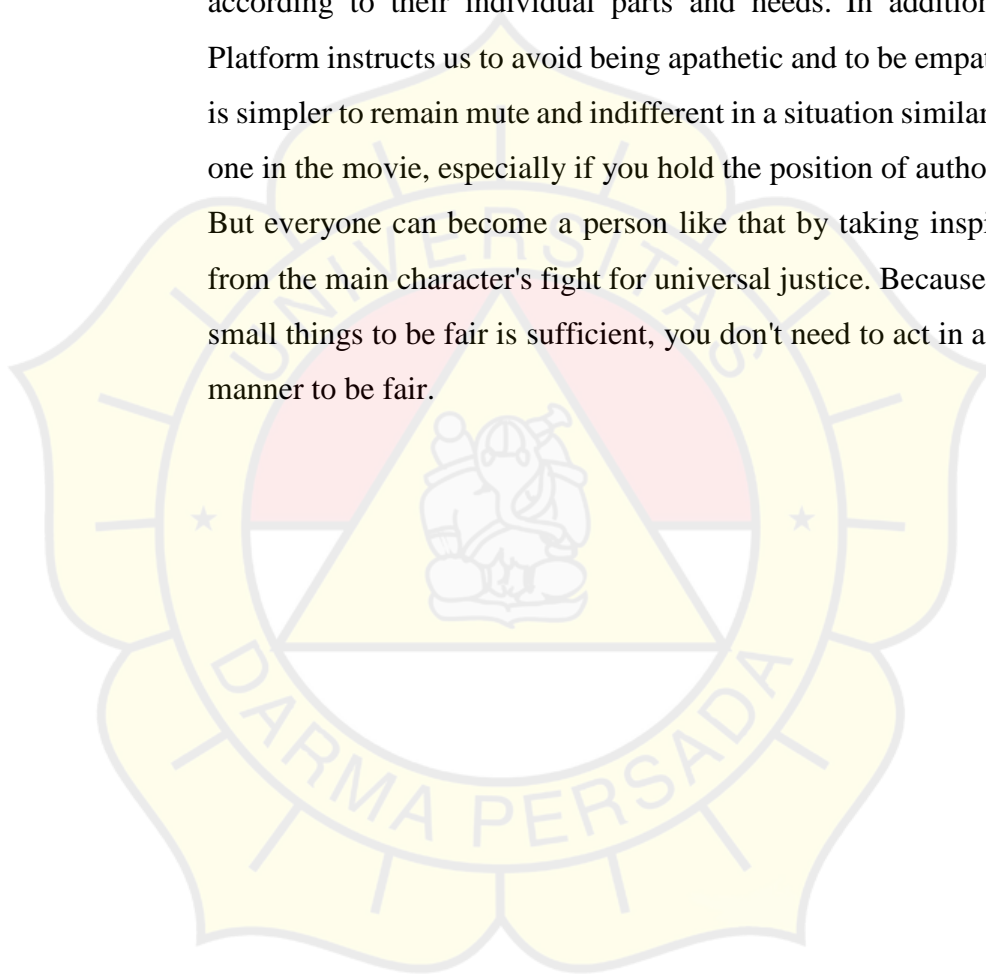 according to their individual parts and needs. In addition
Platform instructs us to avoid being apathetic and to be
is simpler to remain mute and indifferent in a situation
one in the movie, especially if you hold the position of
But everyone can become a person like that by taking
from the main character's fight for universal justice. Because
small things to be fair is sufficient, you don't need to act in a
manner to be fair.
UNIVERSITAS
DARMA PERSADA